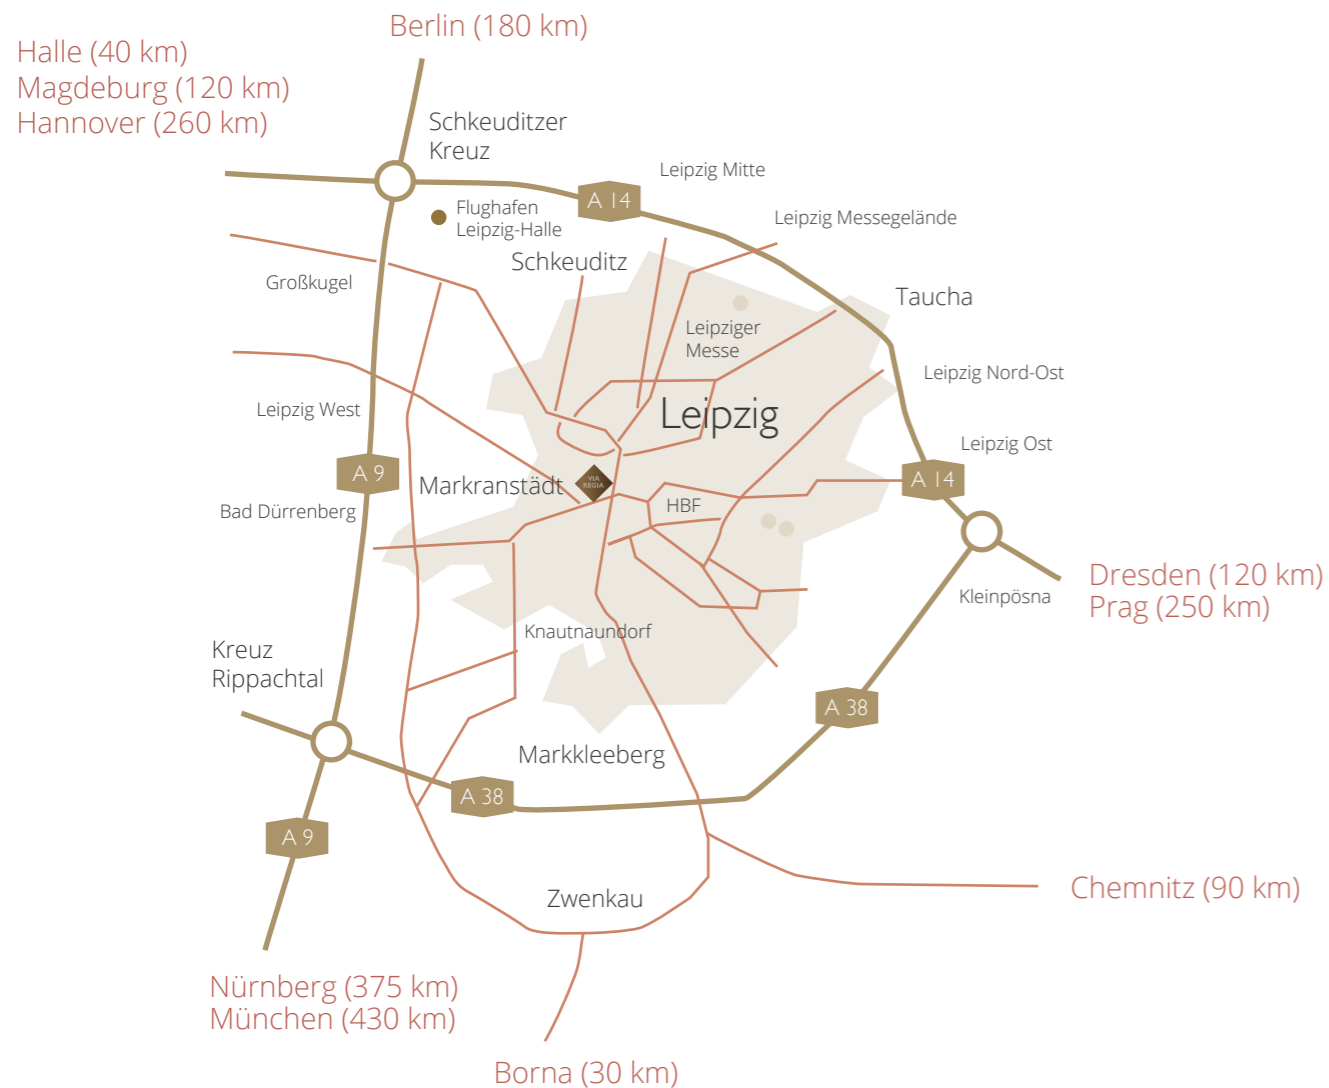 Berlin (180 km)
Halle (40 km)
Magdeburg (120 km)
Hannover (260 km)
Schkeuditzer
Kreuz
Leipzig Mitte
A 14
Flughafen
Leipzig-Halle
Leipzig Messegelände
Schkeuditz
Großkugel
Taucha
Leipziger
Messe
Leipzig Nord-Ost
Leipzig West
Leipzig
Leipzig Ost
A 9
Markranstädt
VIA
REGIA
A 14
HBF
Bad Dürrenberg
Dresden (120 km)
Prag (250 km)
Kleinpösna
Knautnaundorf
Kreuz
Rippachtal
A 38
Markkleeberg
A 38
A 9
Zwenkau
Chemnitz (90 km)
Nürnberg (375 km)
München (430 km)
Borna (30 km)